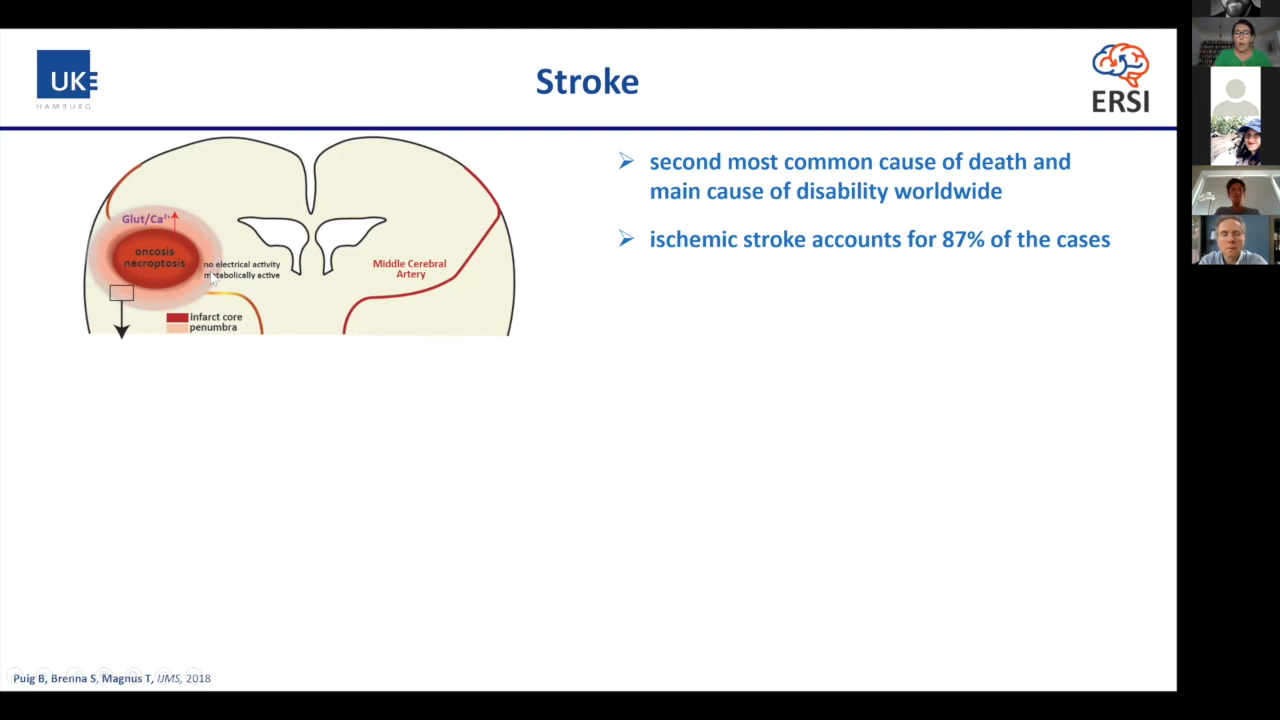 UKE
HAMBURG
Stroke
ERSI
second most common cause of death and
main cause of disability worldwide
ischemic stroke accounts for 87% of the cases
Glut/Ca²⁺
oncosis
necroptosis
no electrical activity
metabolically active
Middle Cerebral
Artery
infarct core
penumbra
Puig B, Brenna S, Magnus T, IJMS, 2018